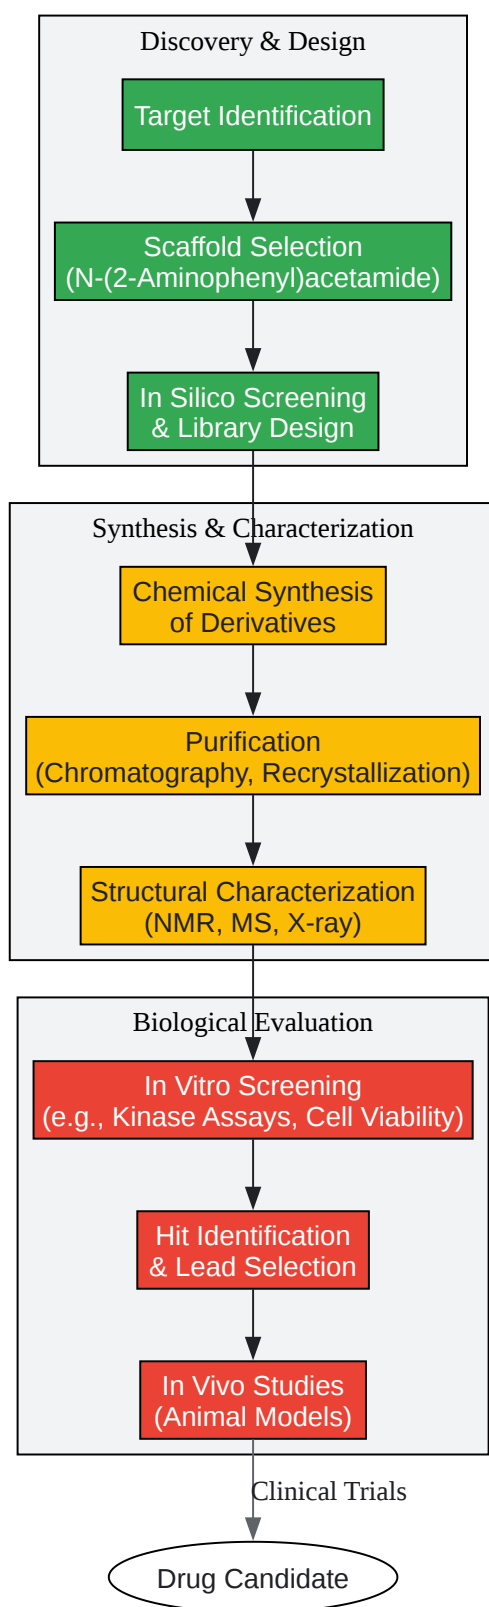 Discovery & Design
Target Identification
Scaffold Selection
(N-(2-Aminophenyl)acetamide)
In Silico Screening
& Library Design
Synthesis & Characterization
Chemical Synthesis
of Derivatives
Purification
(Chromatography, Recrystallization)
Structural Characterization
(NMR, MS, X-ray)
Biological Evaluation
In Vitro Screening
(e.g., Kinase Assays, Cell Viability)
Hit Identification
& Lead Selection
In Vivo Studies
(Animal Models)
Clinical Trials
Drug Candidate